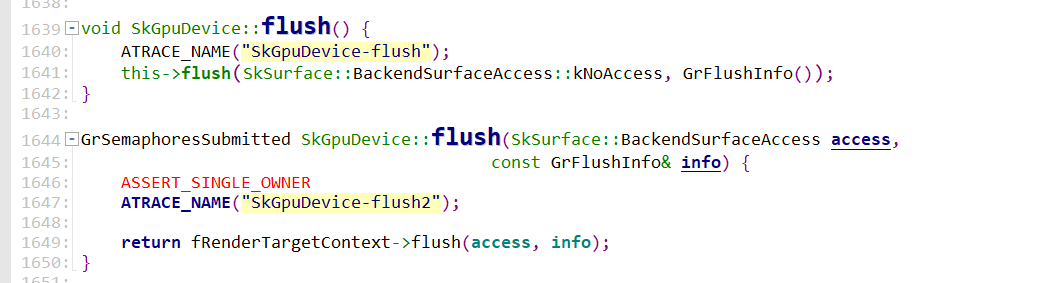 1638:
1639 void SkGpuDevice::flush() {
1640: ATRACE_NAME("SkGpuDevice-flush");
1641: this->flush(SkSurface::BackendSurfaceAccess::kNoAccess, GrFlushInfo());
1642: }
1643:
1644 GrSemaphoresSubmitted SkGpuDevice::flush(SkSurface::BackendSurfaceAccess access,
1645: const GrFlushInfo& info) {
1646: ASSERT_SINGLE_OWNER
1647: ATRACE_NAME("SkGpuDevice-flush2");
1648:
1649: return fRenderTargetContext->flush(access, info);
1650: }
1651: